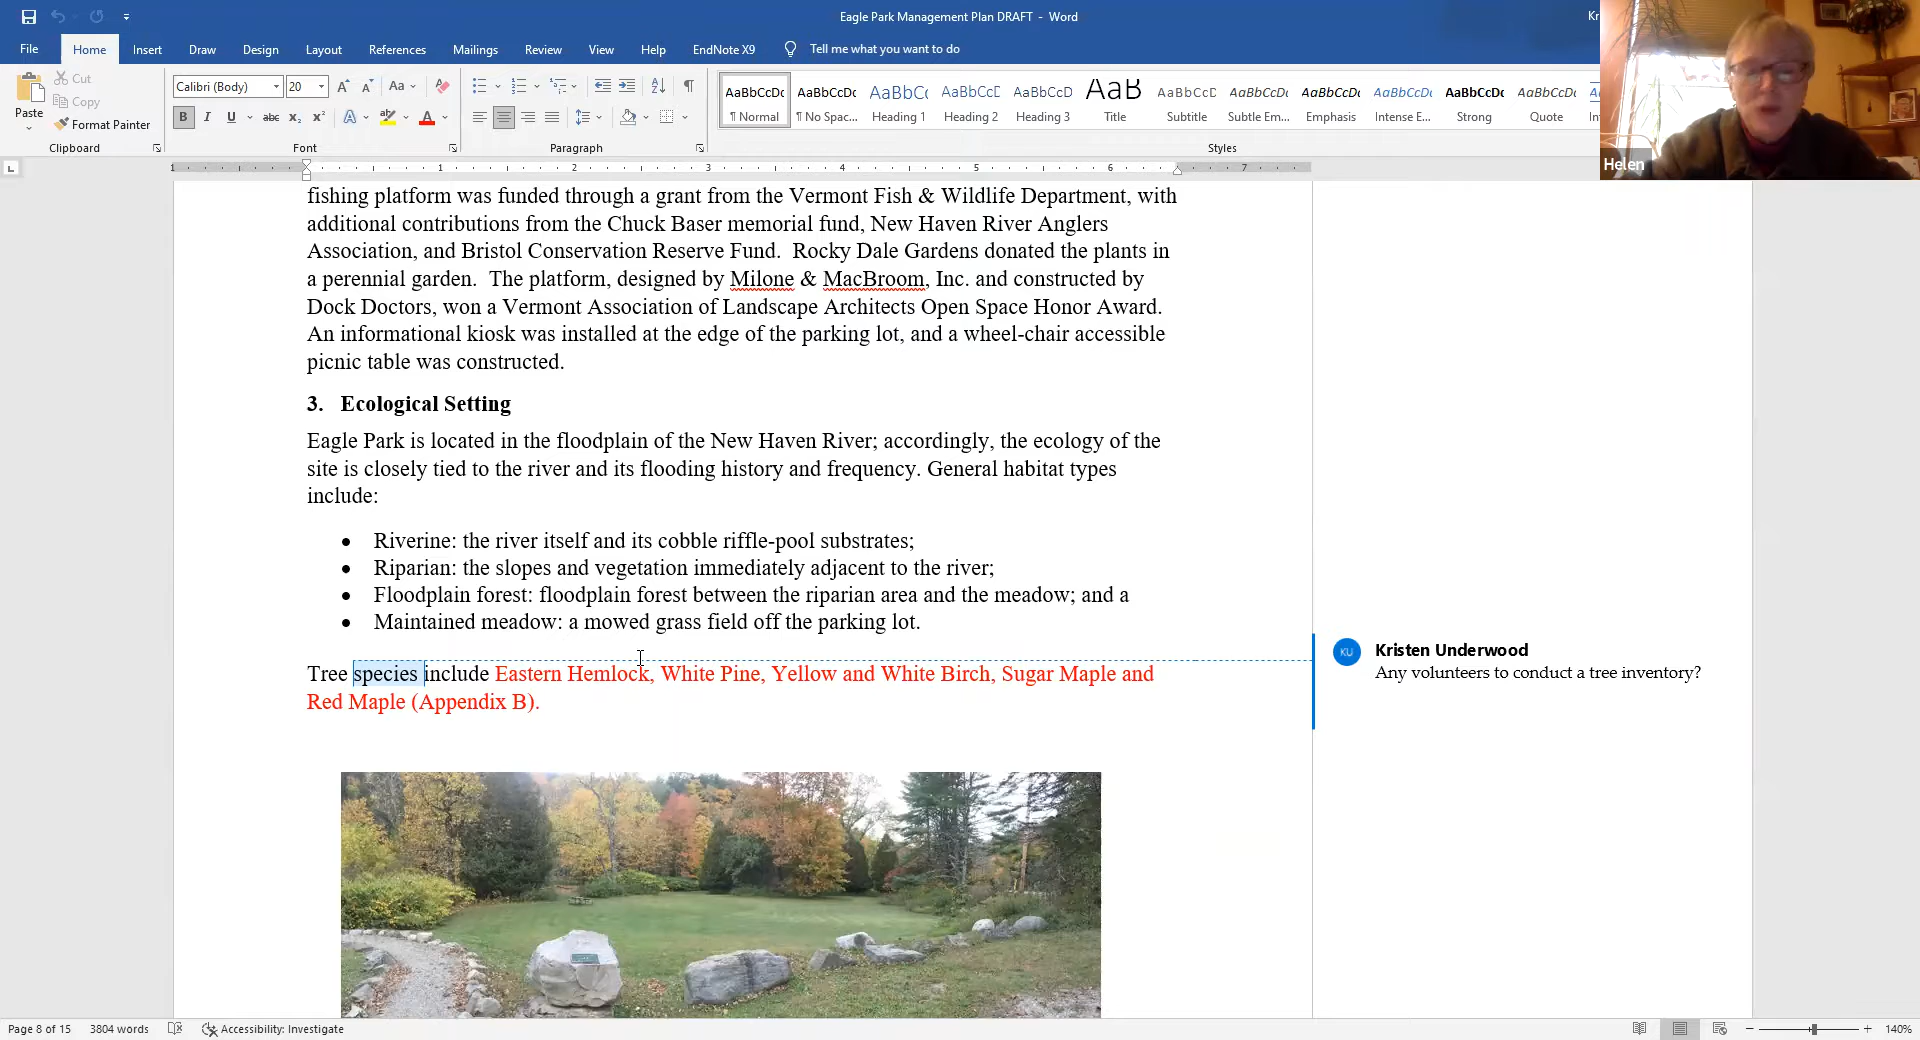 Eagle Park Management Plan DRAFT - Word
Kr
File Home Insert Draw Design Layout References Mailings Review View Help EndNote X9 Tell me what you want to do
Paste
Cut
Copy
Format Painter
Clipboard
Calibri (Body) 20
Font
Paragraph
AaBbCcDc AaBbCcDc AaBbC( AaBbCcD AaBbCcD AaB AaBbCcD AaBbCcDc AaBbCcDc AaBbCcDc AaBbCcDc AaBbCcDc
¶ Normal ¶ No Spac... Heading 1 Heading 2 Heading 3 Title Subtitle Subtle Em... Emphasis Intense E... Strong Quote
Styles
Helen
1 1 2 3 4 5 6 7
fishing platform was funded through a grant from the Vermont Fish & Wildlife Department, with
additional contributions from the Chuck Baser memorial fund, New Haven River Anglers
Association, and Bristol Conservation Reserve Fund. Rocky Dale Gardens donated the plants in
a perennial garden. The platform, designed by Milone & MacBroom, Inc. and constructed by
Dock Doctors, won a Vermont Association of Landscape Architects Open Space Honor Award.
An informational kiosk was installed at the edge of the parking lot, and a wheel-chair accessible
picnic table was constructed.
3. Ecological Setting
Eagle Park is located in the floodplain of the New Haven River; accordingly, the ecology of the
site is closely tied to the river and its flooding history and frequency. General habitat types
include:
• Riverine: the river itself and its cobble riffle-pool substrates;
• Riparian: the slopes and vegetation immediately adjacent to the river;
• Floodplain forest: floodplain forest between the riparian area and the meadow; and a
• Maintained meadow: a mowed grass field off the parking lot.
Tree species include Eastern Hemlock, White Pine, Yellow and White Birch, Sugar Maple and
Red Maple (Appendix B).
KU Kristen Underwood
Any volunteers to conduct a tree inventory?
Page 8 of 15 3804 words Accessibility: Investigate 140%